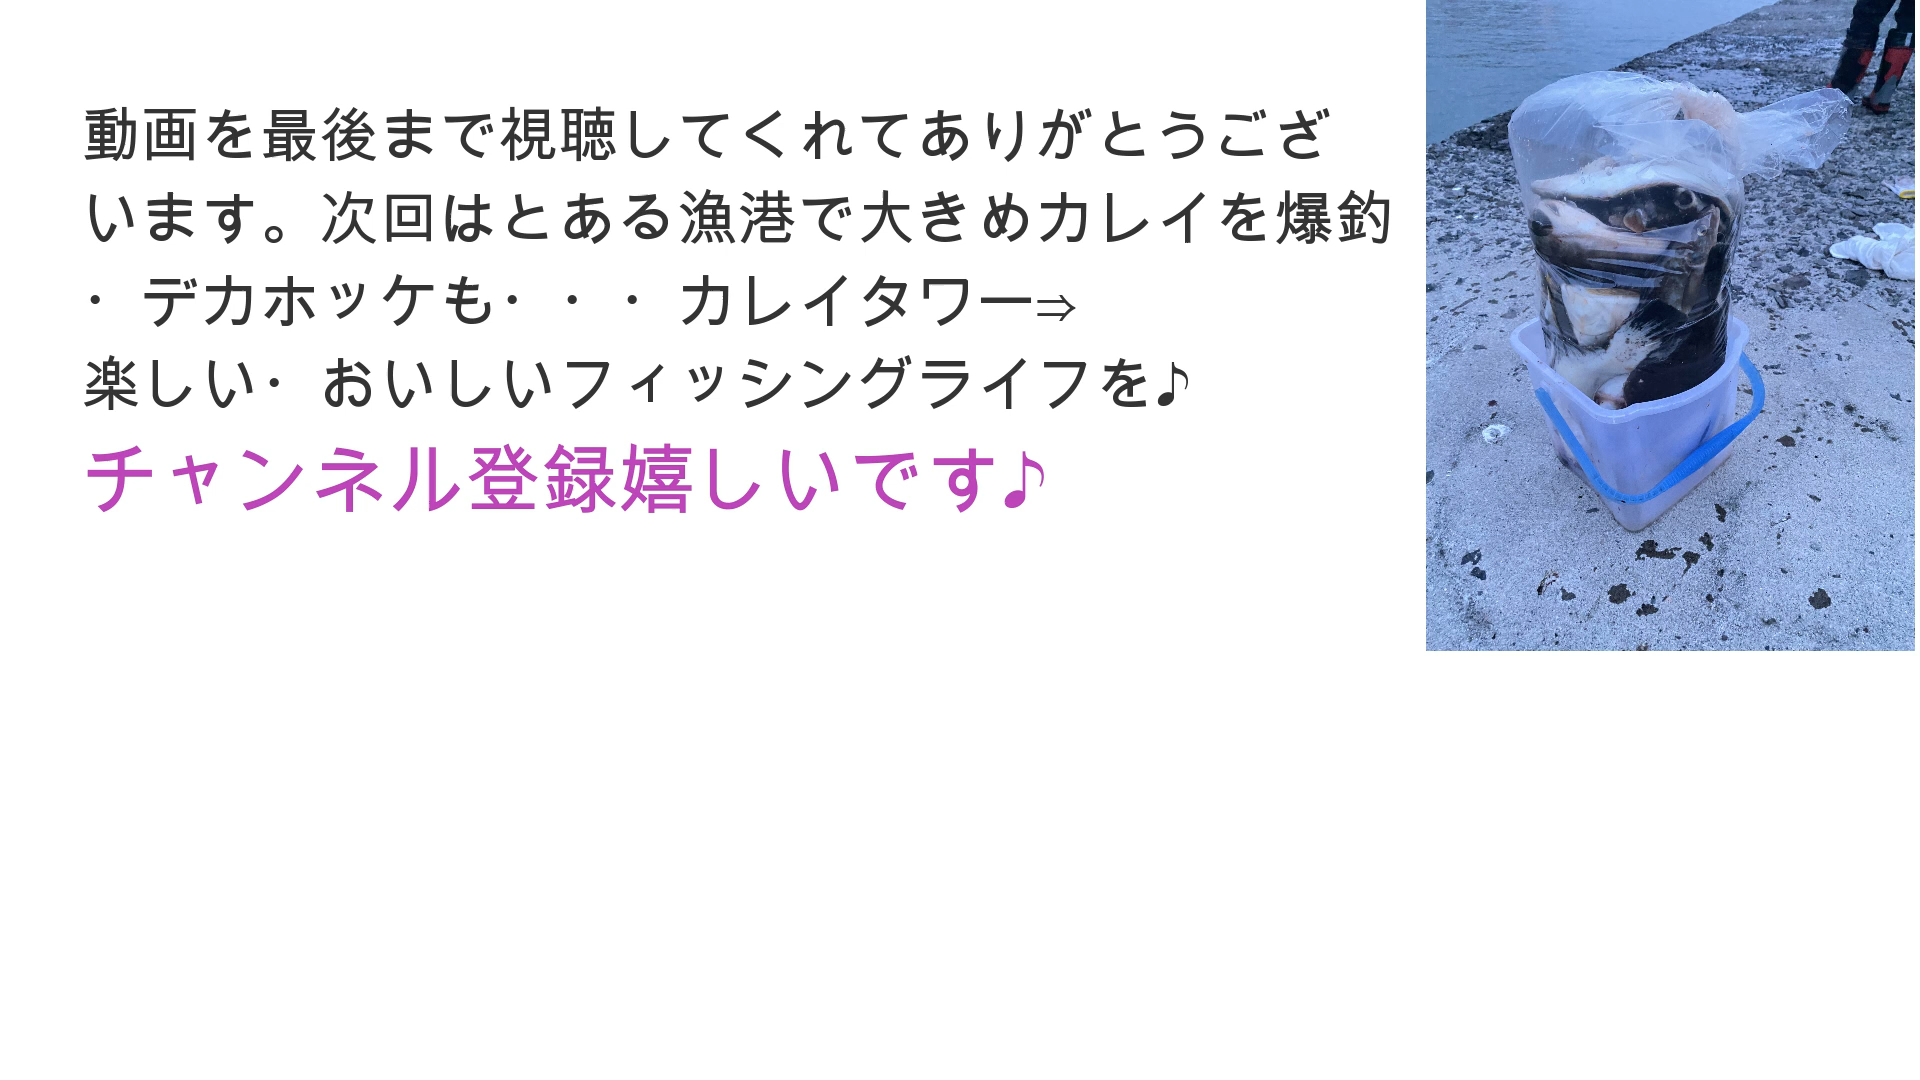 動画を最後まで視聴してくれてありがとうござ
います。次回はとある漁港で大きめカレイを爆釣
・デカホッケも・・・カレイタワー⇒
楽しい・おいしいフィッシングライフを♪
チャンネル登録嬉しいです♪